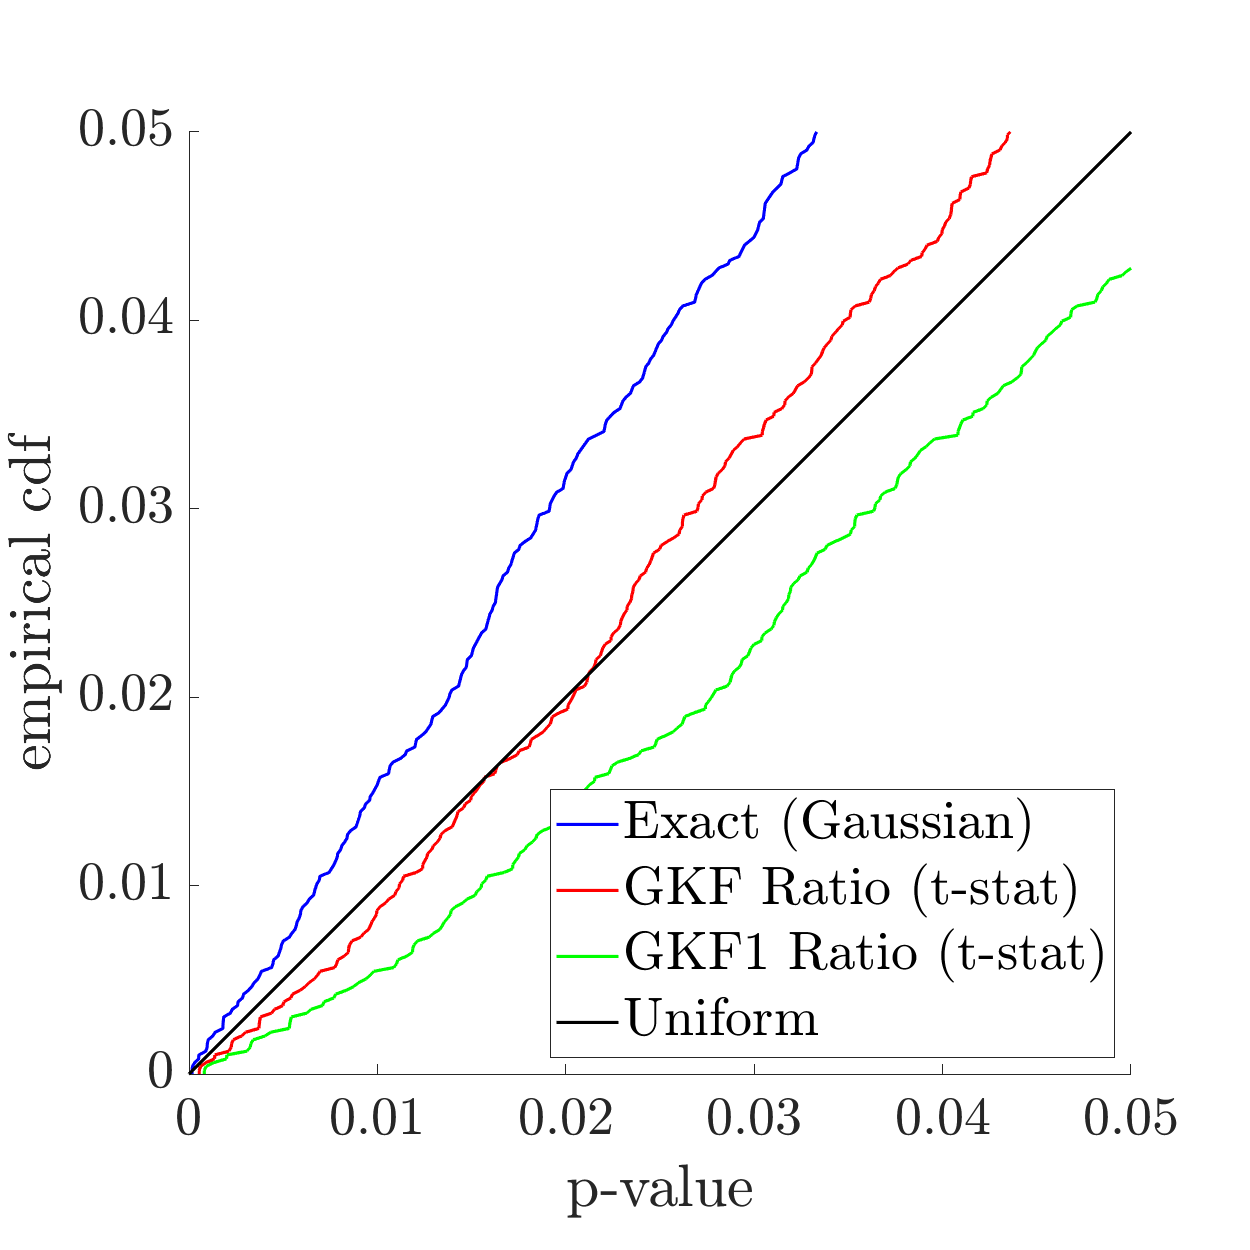 0.05
0.04
0.03
0.02
0.01
0
empirical cdf
Exact (Gaussian)
GKF Ratio (t-stat)
GKF1 Ratio (t-stat)
Uniform
0 0.01 0.02 0.03 0.04 0.05
p-value